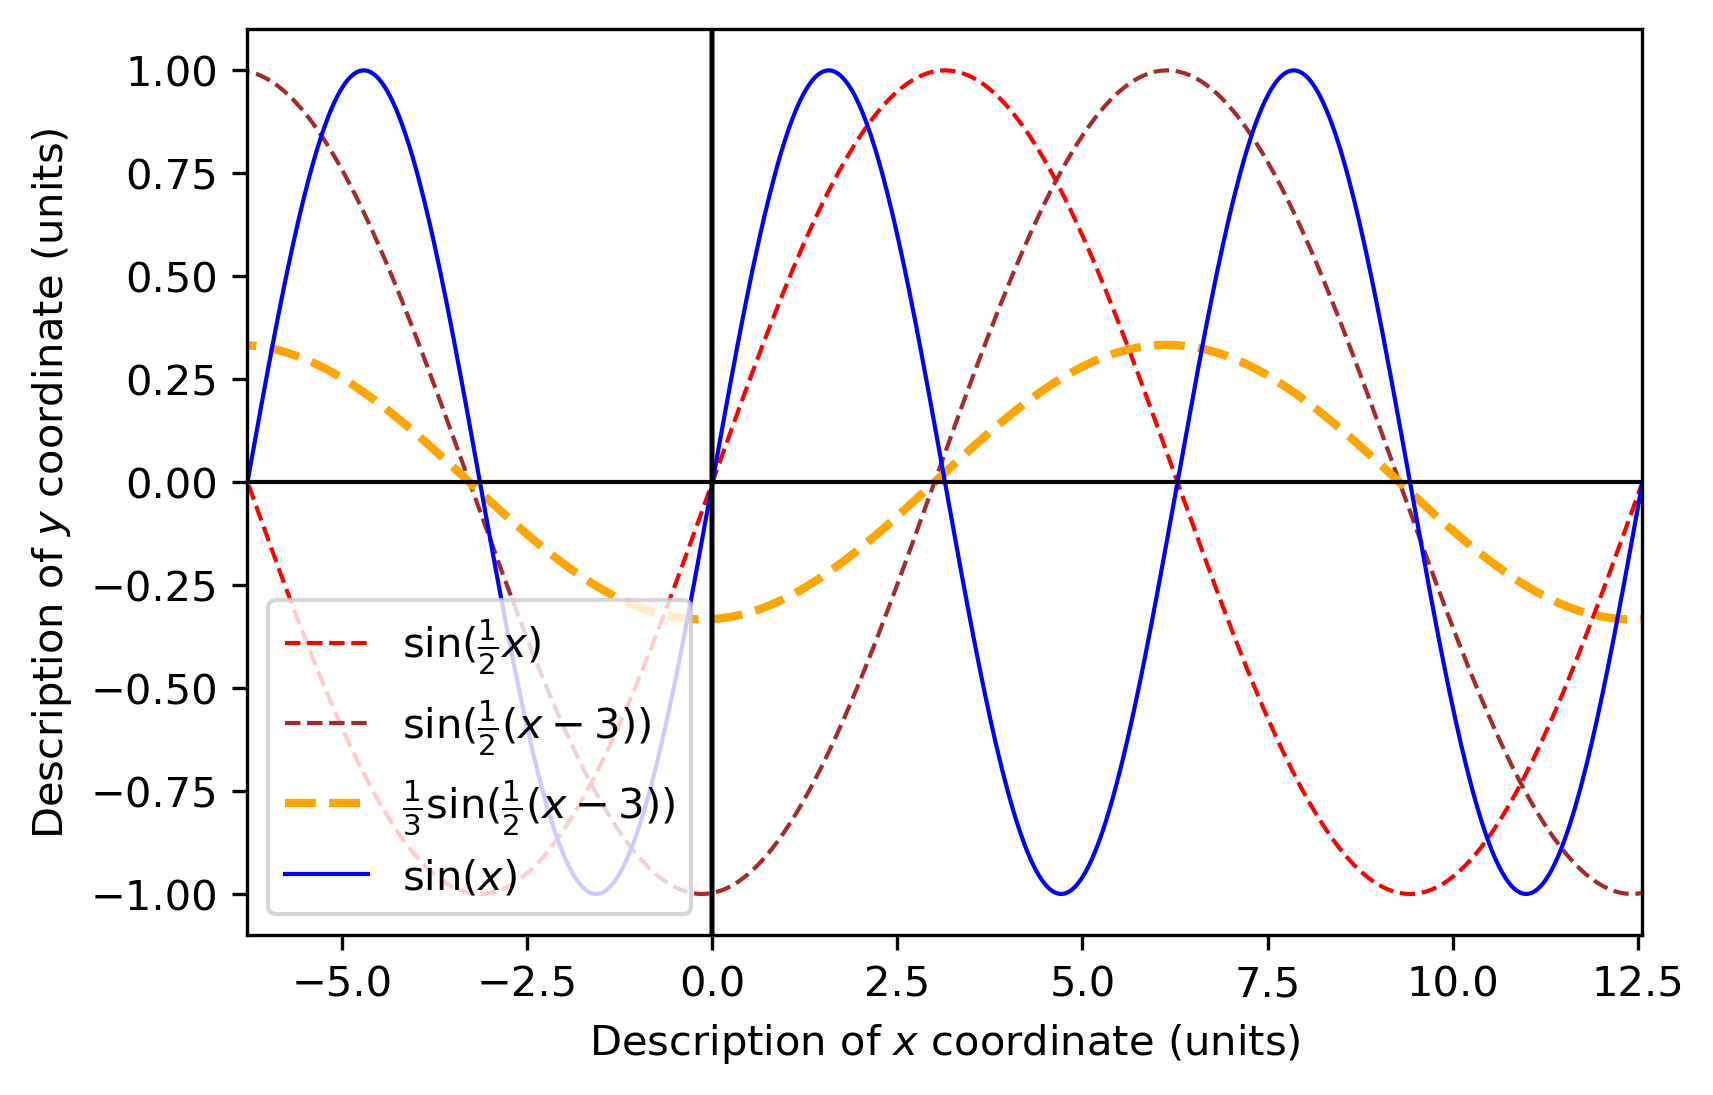 1.00
0.75
0.50
0.25
0.00
−0.25
−0.50
−0.75
−1.00
Description of y coordinate (units)
sin(½x)
sin(½(x − 3))
⅓sin(½(x − 3))
sin(x)
−5.0 −2.5 0.0 2.5 5.0 7.5 10.0 12.5
Description of x coordinate (units)